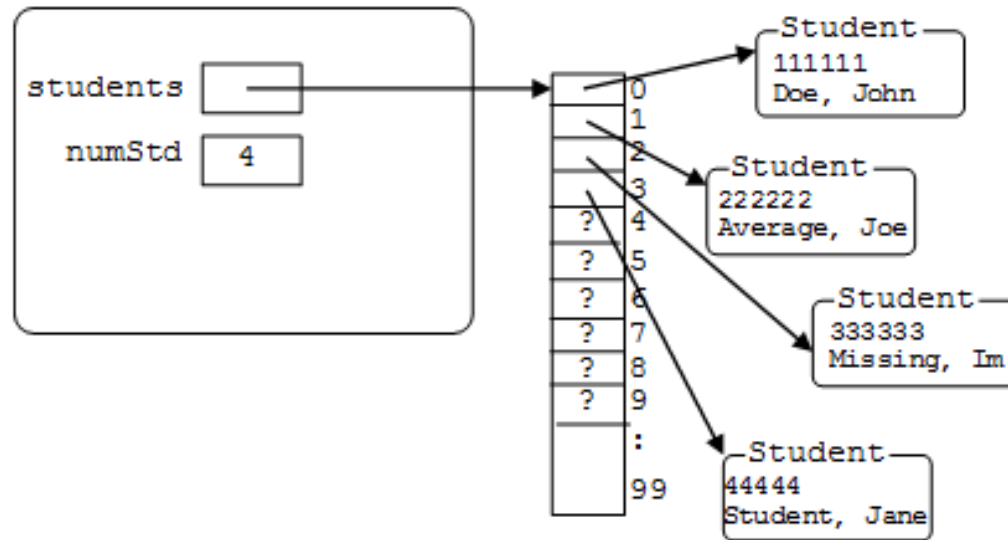 students
numStd 4
0
1
2
3
? 4
? 5
? 6
? 7
? 8
? 9
:
99
Student
111111
Doe, John
Student
222222
Average, Joe
Student
333333
Missing, Im
Student
44444
Student, Jane